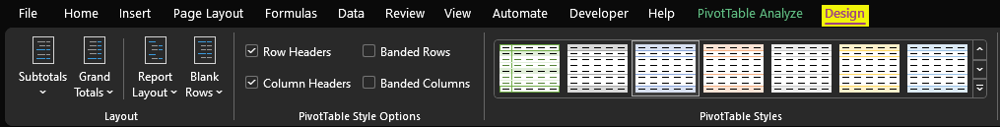 File Home Insert Page Layout Formulas Data Review View Automate Developer Help PivotTable Analyze Design
Subtotals Grand Totals Report Layout Blank Rows
Row Headers Banded Rows
Column Headers Banded Columns
Layout PivotTable Style Options PivotTable Styles